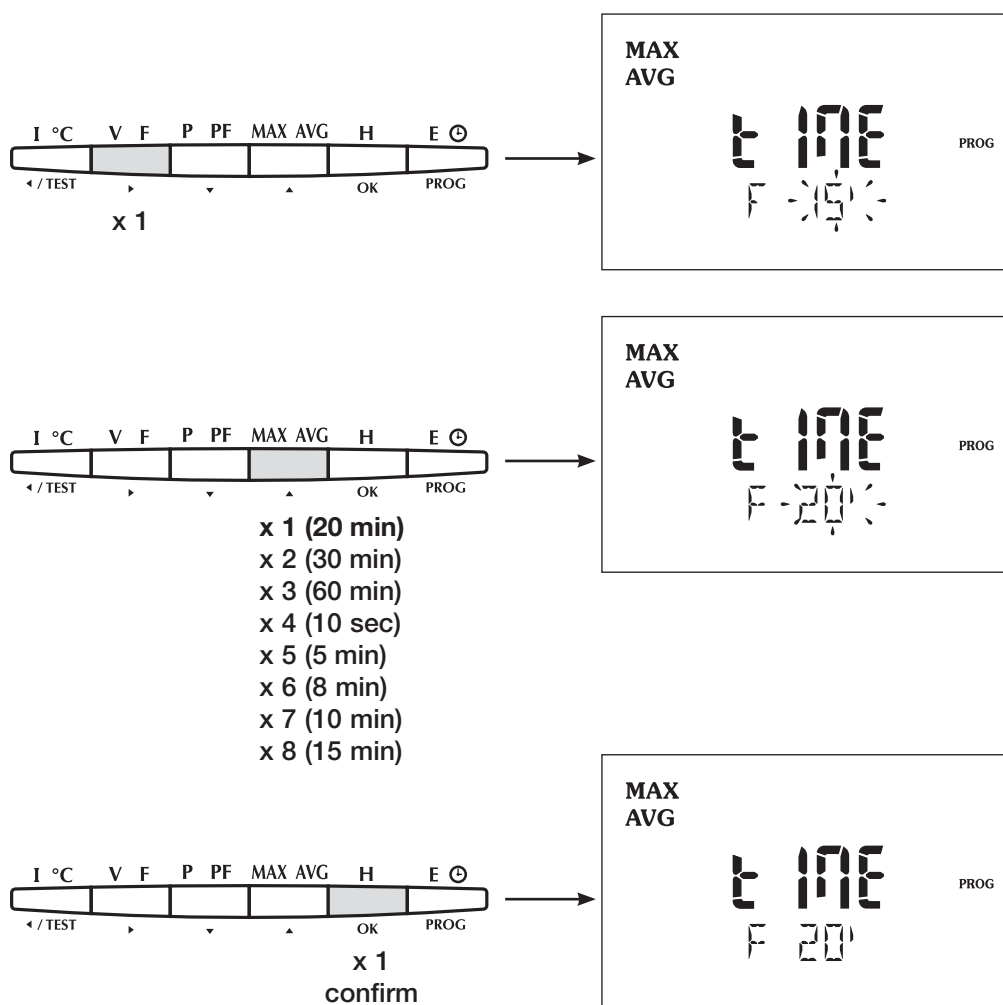 MAX
AVG
t IME
F 15'
PROG
I °C V F P PF MAX AVG H E
◂ / TEST ▸ ▾ ▴ OK PROG
x 1
MAX
AVG
t IME
F 20'
PROG
I °C V F P PF MAX AVG H E
◂ / TEST ▸ ▾ ▴ OK PROG
x 1 (20 min)
x 2 (30 min)
x 3 (60 min)
x 4 (10 sec)
x 5 (5 min)
x 6 (8 min)
x 7 (10 min)
x 8 (15 min)
MAX
AVG
t IME
F 20'
PROG
I °C V F P PF MAX AVG H E
◂ / TEST ▸ ▾ ▴ OK PROG
x 1
confirm